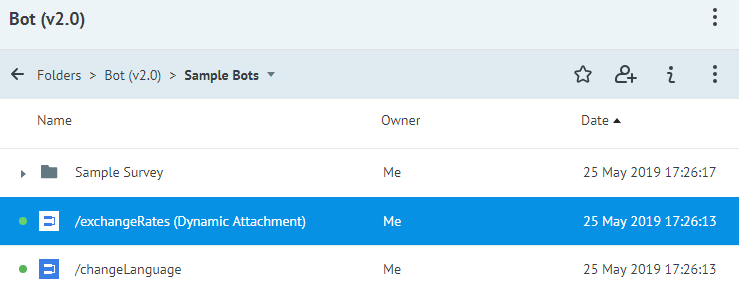 Bot (v2.0)
Folders > Bot (v2.0) > Sample Bots
Name Owner Date
Sample Survey Me 25 May 2019 17:26:17
/exchangeRates (Dynamic Attachment) Me 25 May 2019 17:26:13
/changeLanguage Me 25 May 2019 17:26:13